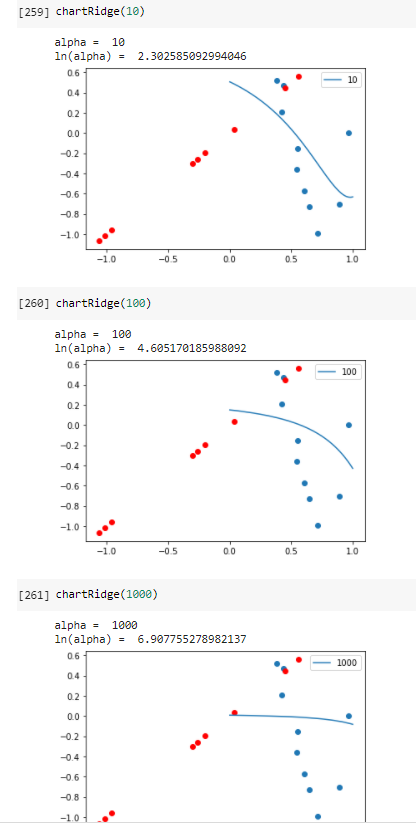 [259] chartRidge(10)
alpha =  10
ln(alpha) =  2.302585092994046
0.6
0.4
0.2
0.0
−0.2
−0.4
−0.6
−0.8
−1.0
10
−1.0 −0.5 0.0 0.5 1.0
[260] chartRidge(100)
alpha =  100
ln(alpha) =  4.605170185988092
0.6
0.4
0.2
0.0
−0.2
−0.4
−0.6
−0.8
−1.0
100
−1.0 −0.5 0.0 0.5 1.0
[261] chartRidge(1000)
alpha =  1000
ln(alpha) =  6.907755278982137
0.6
0.4
0.2
0.0
−0.2
−0.4
−0.6
−0.8
−1.0
1000